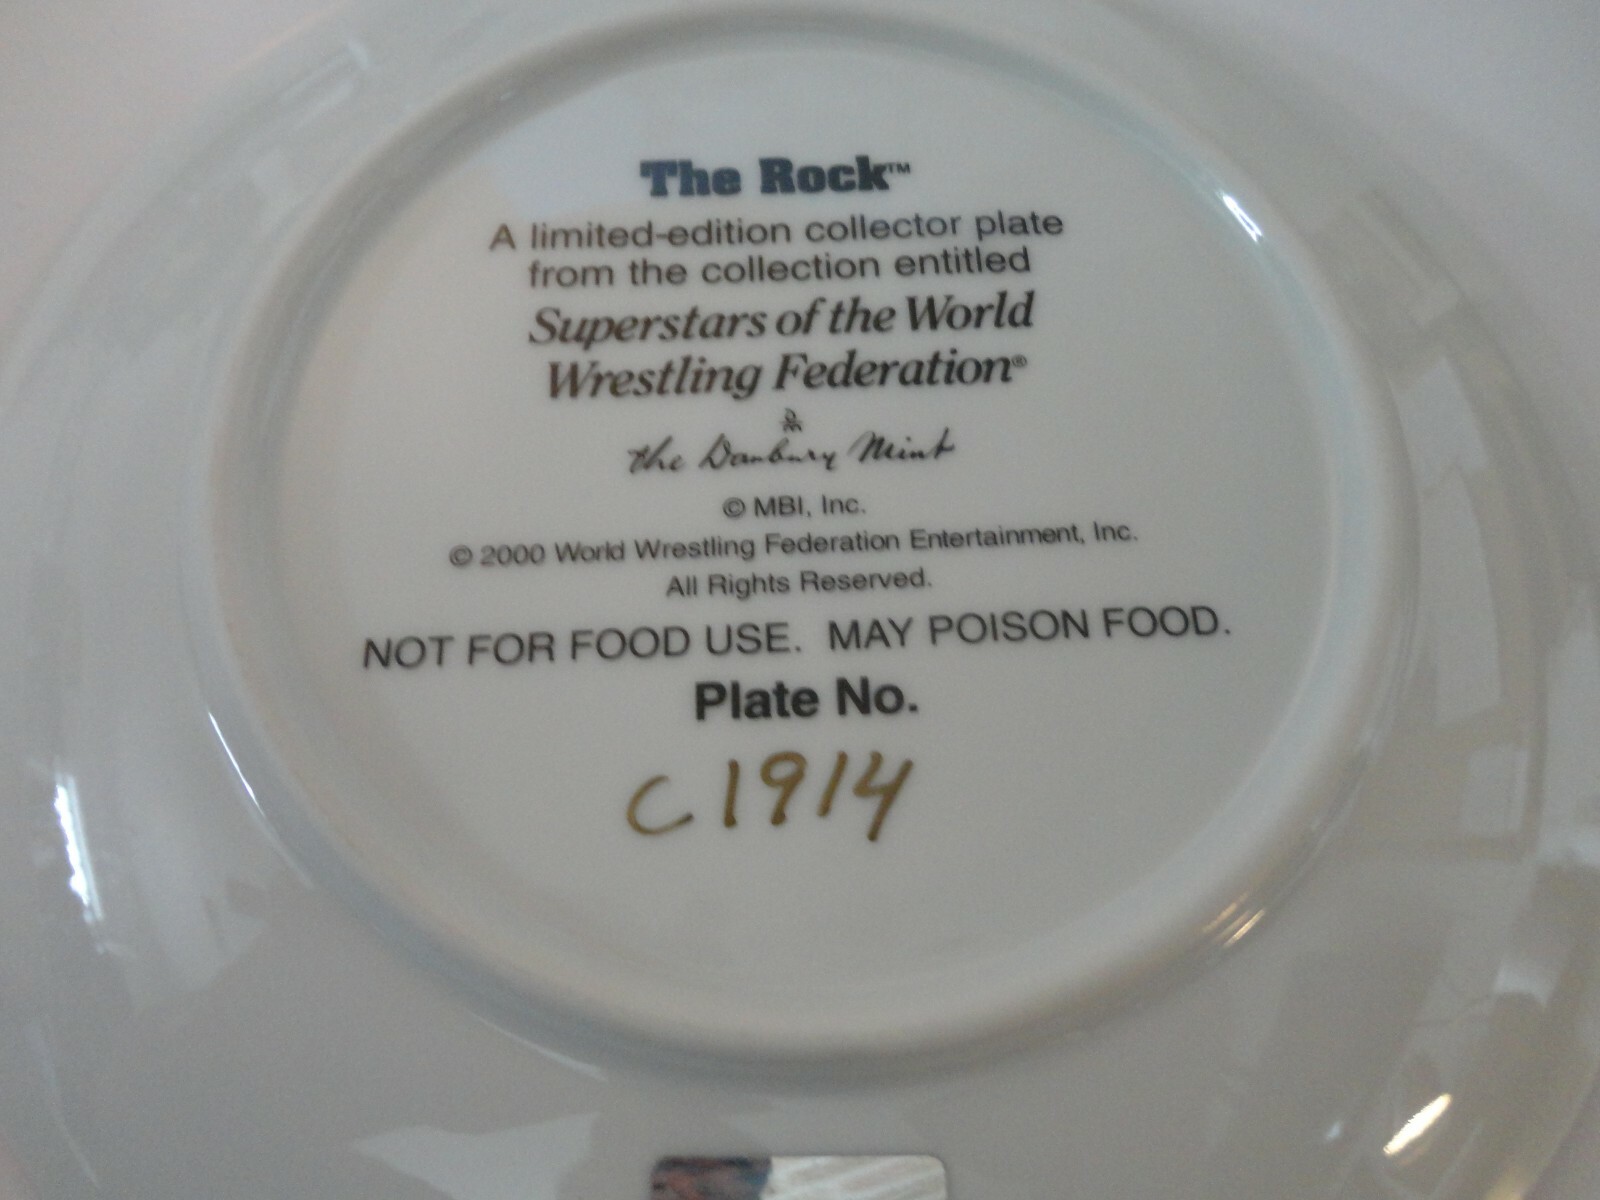 The Rock™
A limited-edition collector plate
from the collection entitled
Superstars of the World
Wrestling Federation®
the Danbury Mint
© MBI, Inc.
© 2000 World Wrestling Federation Entertainment, Inc.
All Rights Reserved.
NOT FOR FOOD USE. MAY POISON FOOD.
Plate No.
C1914